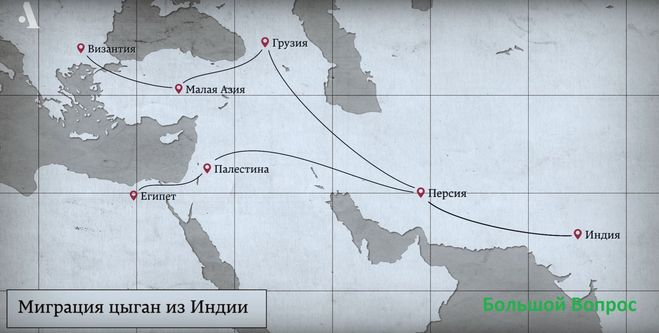 Византия
Грузия
Малая Азия
Палестина
Египет
Персия
Индия
Миграция цыган из Индии
Большой Вопрос